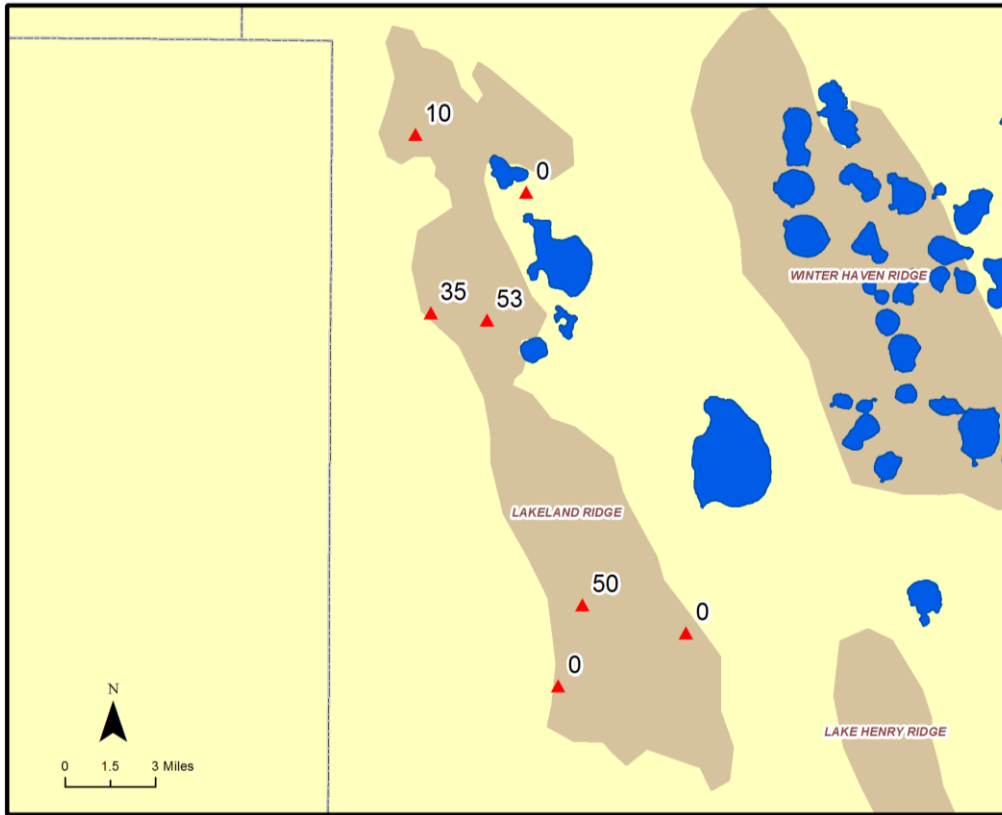 10
0
35
53
WINTER HAVEN RIDGE
LAKELAND RIDGE
50
0
0
LAKE HENRY RIDGE
N
0 1.5 3 Miles